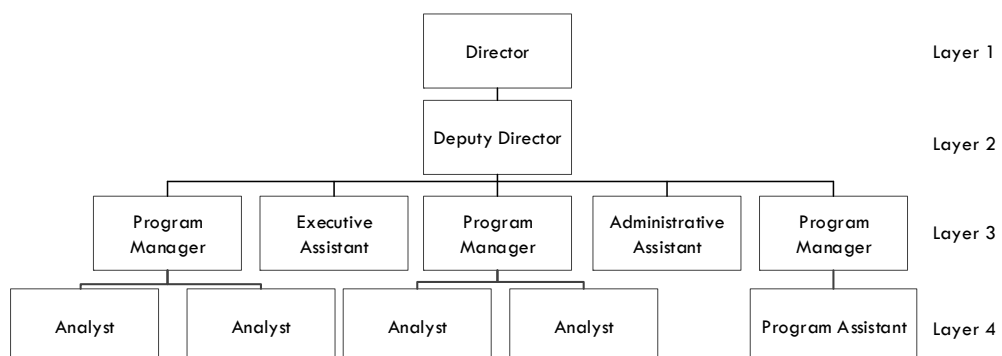 Director
Layer 1
Deputy Director
Layer 2
Program
Manager
Executive
Assistant
Program
Manager
Administrative
Assistant
Program
Manager
Layer 3
Analyst
Analyst
Analyst
Analyst
Program Assistant
Layer 4